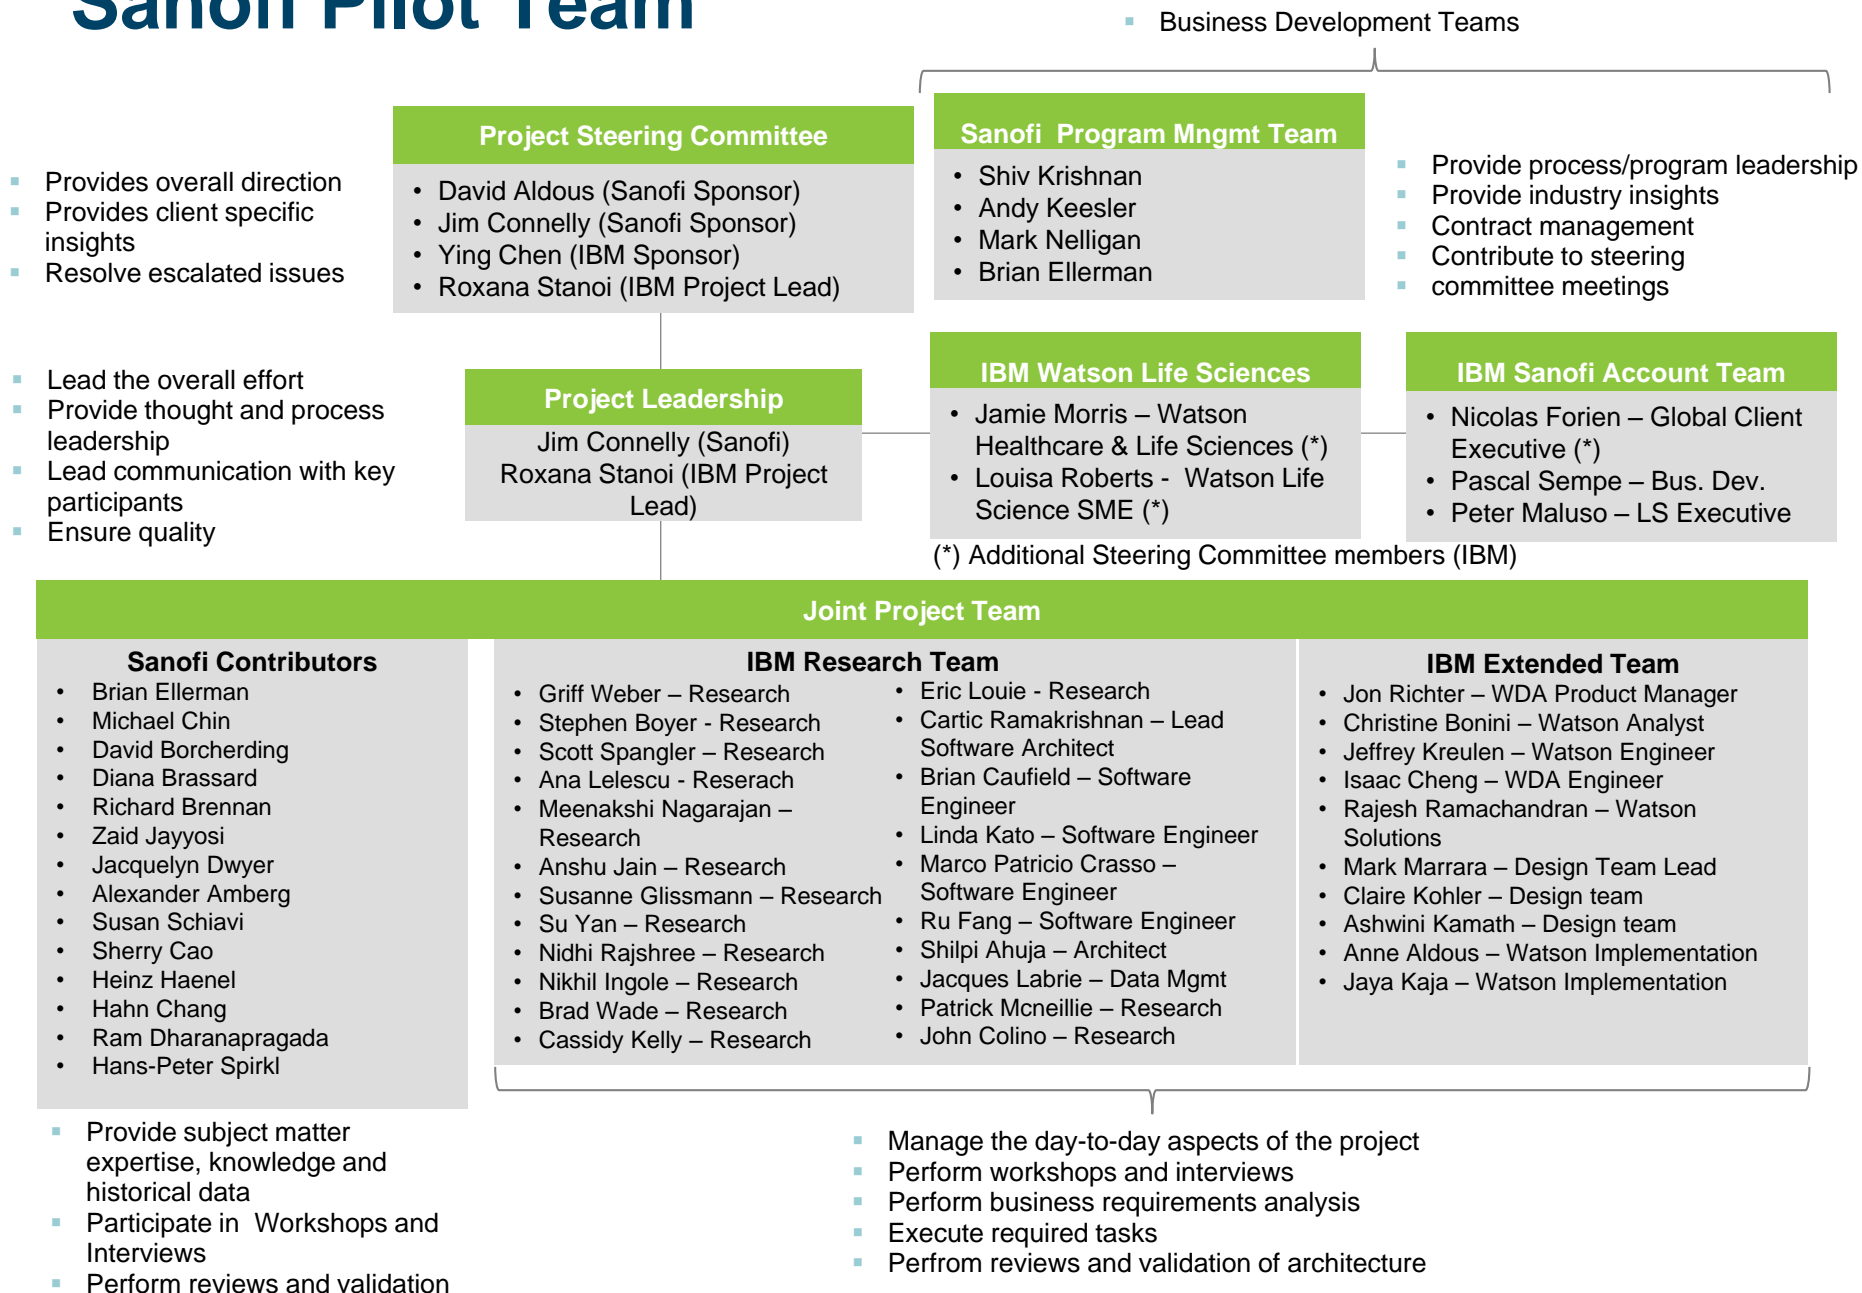 Sanofi Pilot Team
Business Development Teams
Project Steering Committee
David Aldous (Sanofi Sponsor)
Jim Connelly (Sanofi Sponsor)
Ying Chen (IBM Sponsor)
Roxana Stanoi (IBM Project Lead)
Provides overall direction
Provides client specific
insights
Resolve escalated issues
Sanofi  Program Mngmt Team
Shiv Krishnan
Andy Keesler
Mark Nelligan
Brian Ellerman
Provide process/program leadership
Provide industry insights
Contract management
Contribute to steering
committee meetings
Lead the overall effort
Provide thought and process
leadership
Lead communication with key
participants
Ensure quality
Project Leadership
Jim Connelly (Sanofi)
Roxana Stanoi (IBM Project
Lead)
IBM Watson Life Sciences
Jamie Morris – Watson
Healthcare & Life Sciences (*)
Louisa Roberts -  Watson Life
Science SME (*)
IBM Sanofi Account Team
Nicolas Forien – Global Client
Executive (*)
Pascal Sempe – Bus. Dev.
Peter Maluso – LS Executive
(*) Additional Steering Committee members (IBM)
Joint Project Team
Sanofi Contributors
Brian Ellerman
Michael Chin
David Borcherding
Diana Brassard
Richard Brennan
Zaid Jayyosi
Jacquelyn Dwyer
Alexander Amberg
Susan Schiavi
Sherry Cao
Heinz Haenel
Hahn Chang
Ram Dharanapragada
Hans-Peter Spirkl
IBM Research Team
Griff Weber – Research
Stephen Boyer - Research
Scott Spangler – Research
Ana Lelescu - Reserach
Meenakshi Nagarajan –
Research
Anshu Jain – Research
Susanne Glissmann – Research
Su Yan – Research
Nidhi Rajshree – Research
Nikhil Ingole – Research
Brad Wade – Research
Cassidy Kelly – Research
Eric Louie - Research
Cartic Ramakrishnan – Lead
Software Architect
Brian Caufield – Software
Engineer
Linda Kato – Software Engineer
Marco Patricio Crasso –
Software Engineer
Ru Fang – Software Engineer
Shilpi Ahuja – Architect
Jacques Labrie – Data Mgmt
Patrick Mcneillie – Research
John Colino – Research
IBM Extended Team
Jon Richter – WDA Product Manager
Christine Bonini – Watson Analyst
Jeffrey Kreulen – Watson Engineer
Isaac Cheng – WDA Engineer
Rajesh Ramachandran – Watson
Solutions
Mark Marrara – Design Team Lead
Claire Kohler – Design team
Ashwini Kamath – Design team
Anne Aldous – Watson Implementation
Jaya Kaja – Watson Implementation
Provide subject matter
expertise, knowledge and
historical data
Participate in  Workshops and
Interviews
Perform reviews and validation
Manage the day-to-day aspects of the project
Perform workshops and interviews
Perform business requirements analysis
Execute required tasks
Perfrom reviews and validation of architecture